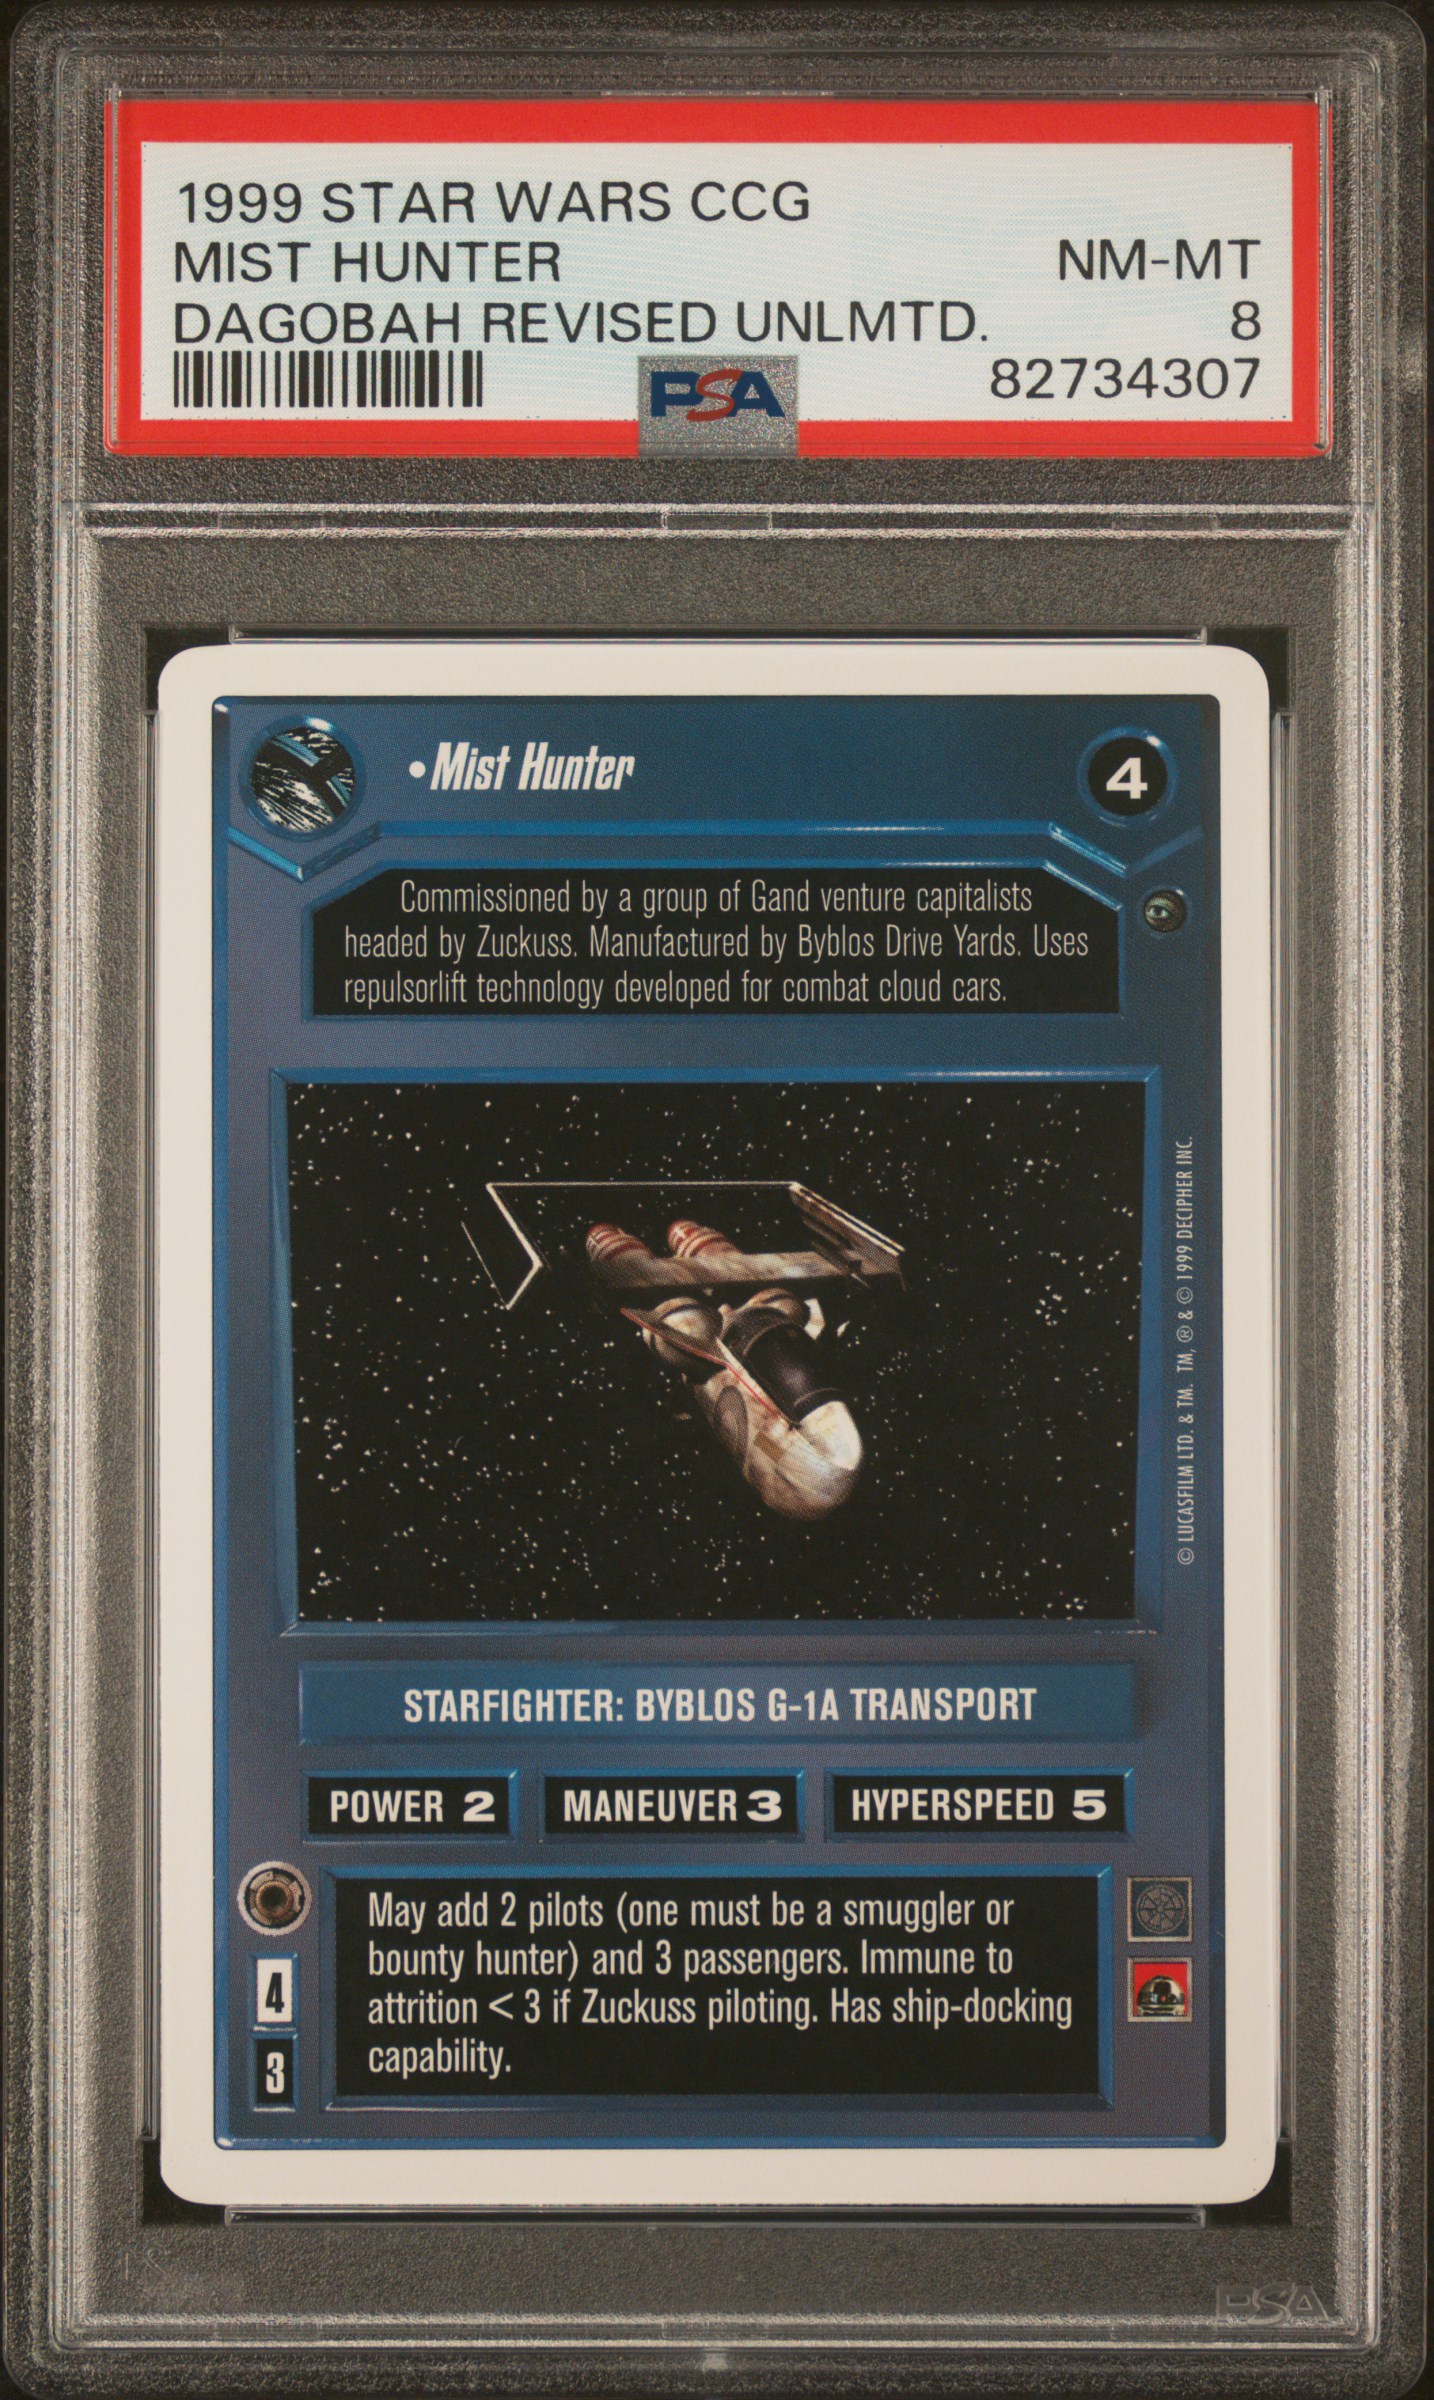 1999 STAR WARS CCG
MIST HUNTER NM-MT
DAGOBAH REVISED UNLMTD. 8
PSA 82734307
•Mist Hunter 4
Commissioned by a group of Gand venture capitalists
headed by Zuckuss. Manufactured by Byblos Drive Yards. Uses
repulsorlift technology developed for combat cloud cars.
© LUCASFILM LTD. & TM. TM, ® & © 1999 DECIPHER INC.
STARFIGHTER: BYBLOS G-1A TRANSPORT
POWER 2 MANEUVER 3 HYPERSPEED 5
May add 2 pilots (one must be a smuggler or
bounty hunter) and 3 passengers. Immune to
attrition < 3 if Zuckuss piloting. Has ship-docking
capability.
4
3
PSA